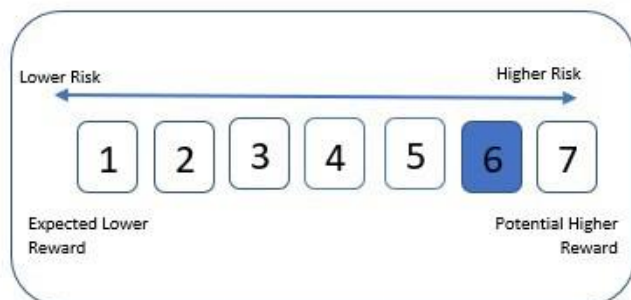 Lower Risk Higher Risk
1 2 3 4 5 6 7
Expected Lower Potential Higher
Reward Reward